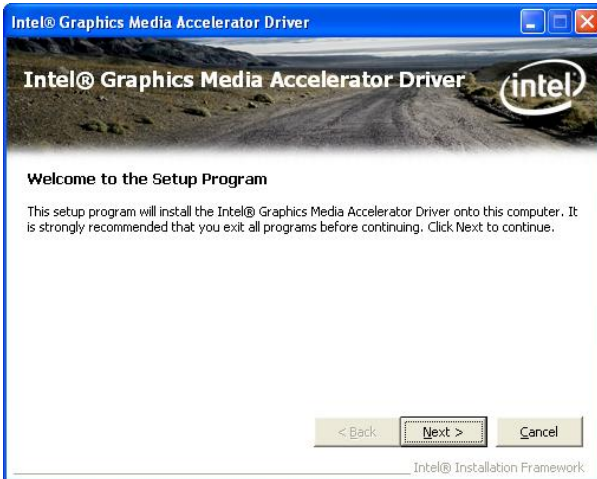 Intel® Graphics Media Accelerator Driver
Intel® Graphics Media Accelerator Driver
intel
Welcome to the Setup Program
This setup program will install the Intel® Graphics Media Accelerator Driver onto this computer. It
is strongly recommended that you exit all programs before continuing. Click Next to continue.
< Back
Next >
Cancel
Intel® Installation Framework